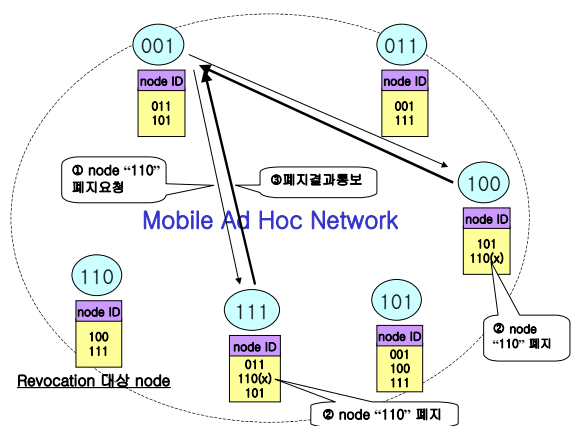 001
node ID
011
101
011
node ID
001
111
① node “110”
폐지요청
③폐지결과통보
100
node ID
101
110(x)
Mobile Ad Hoc Network
110
node ID
100
111
Revocation 대상 node
111
node ID
011
110(x)
101
101
node ID
001
100
111
② node
“110” 폐지
② node “110” 폐지